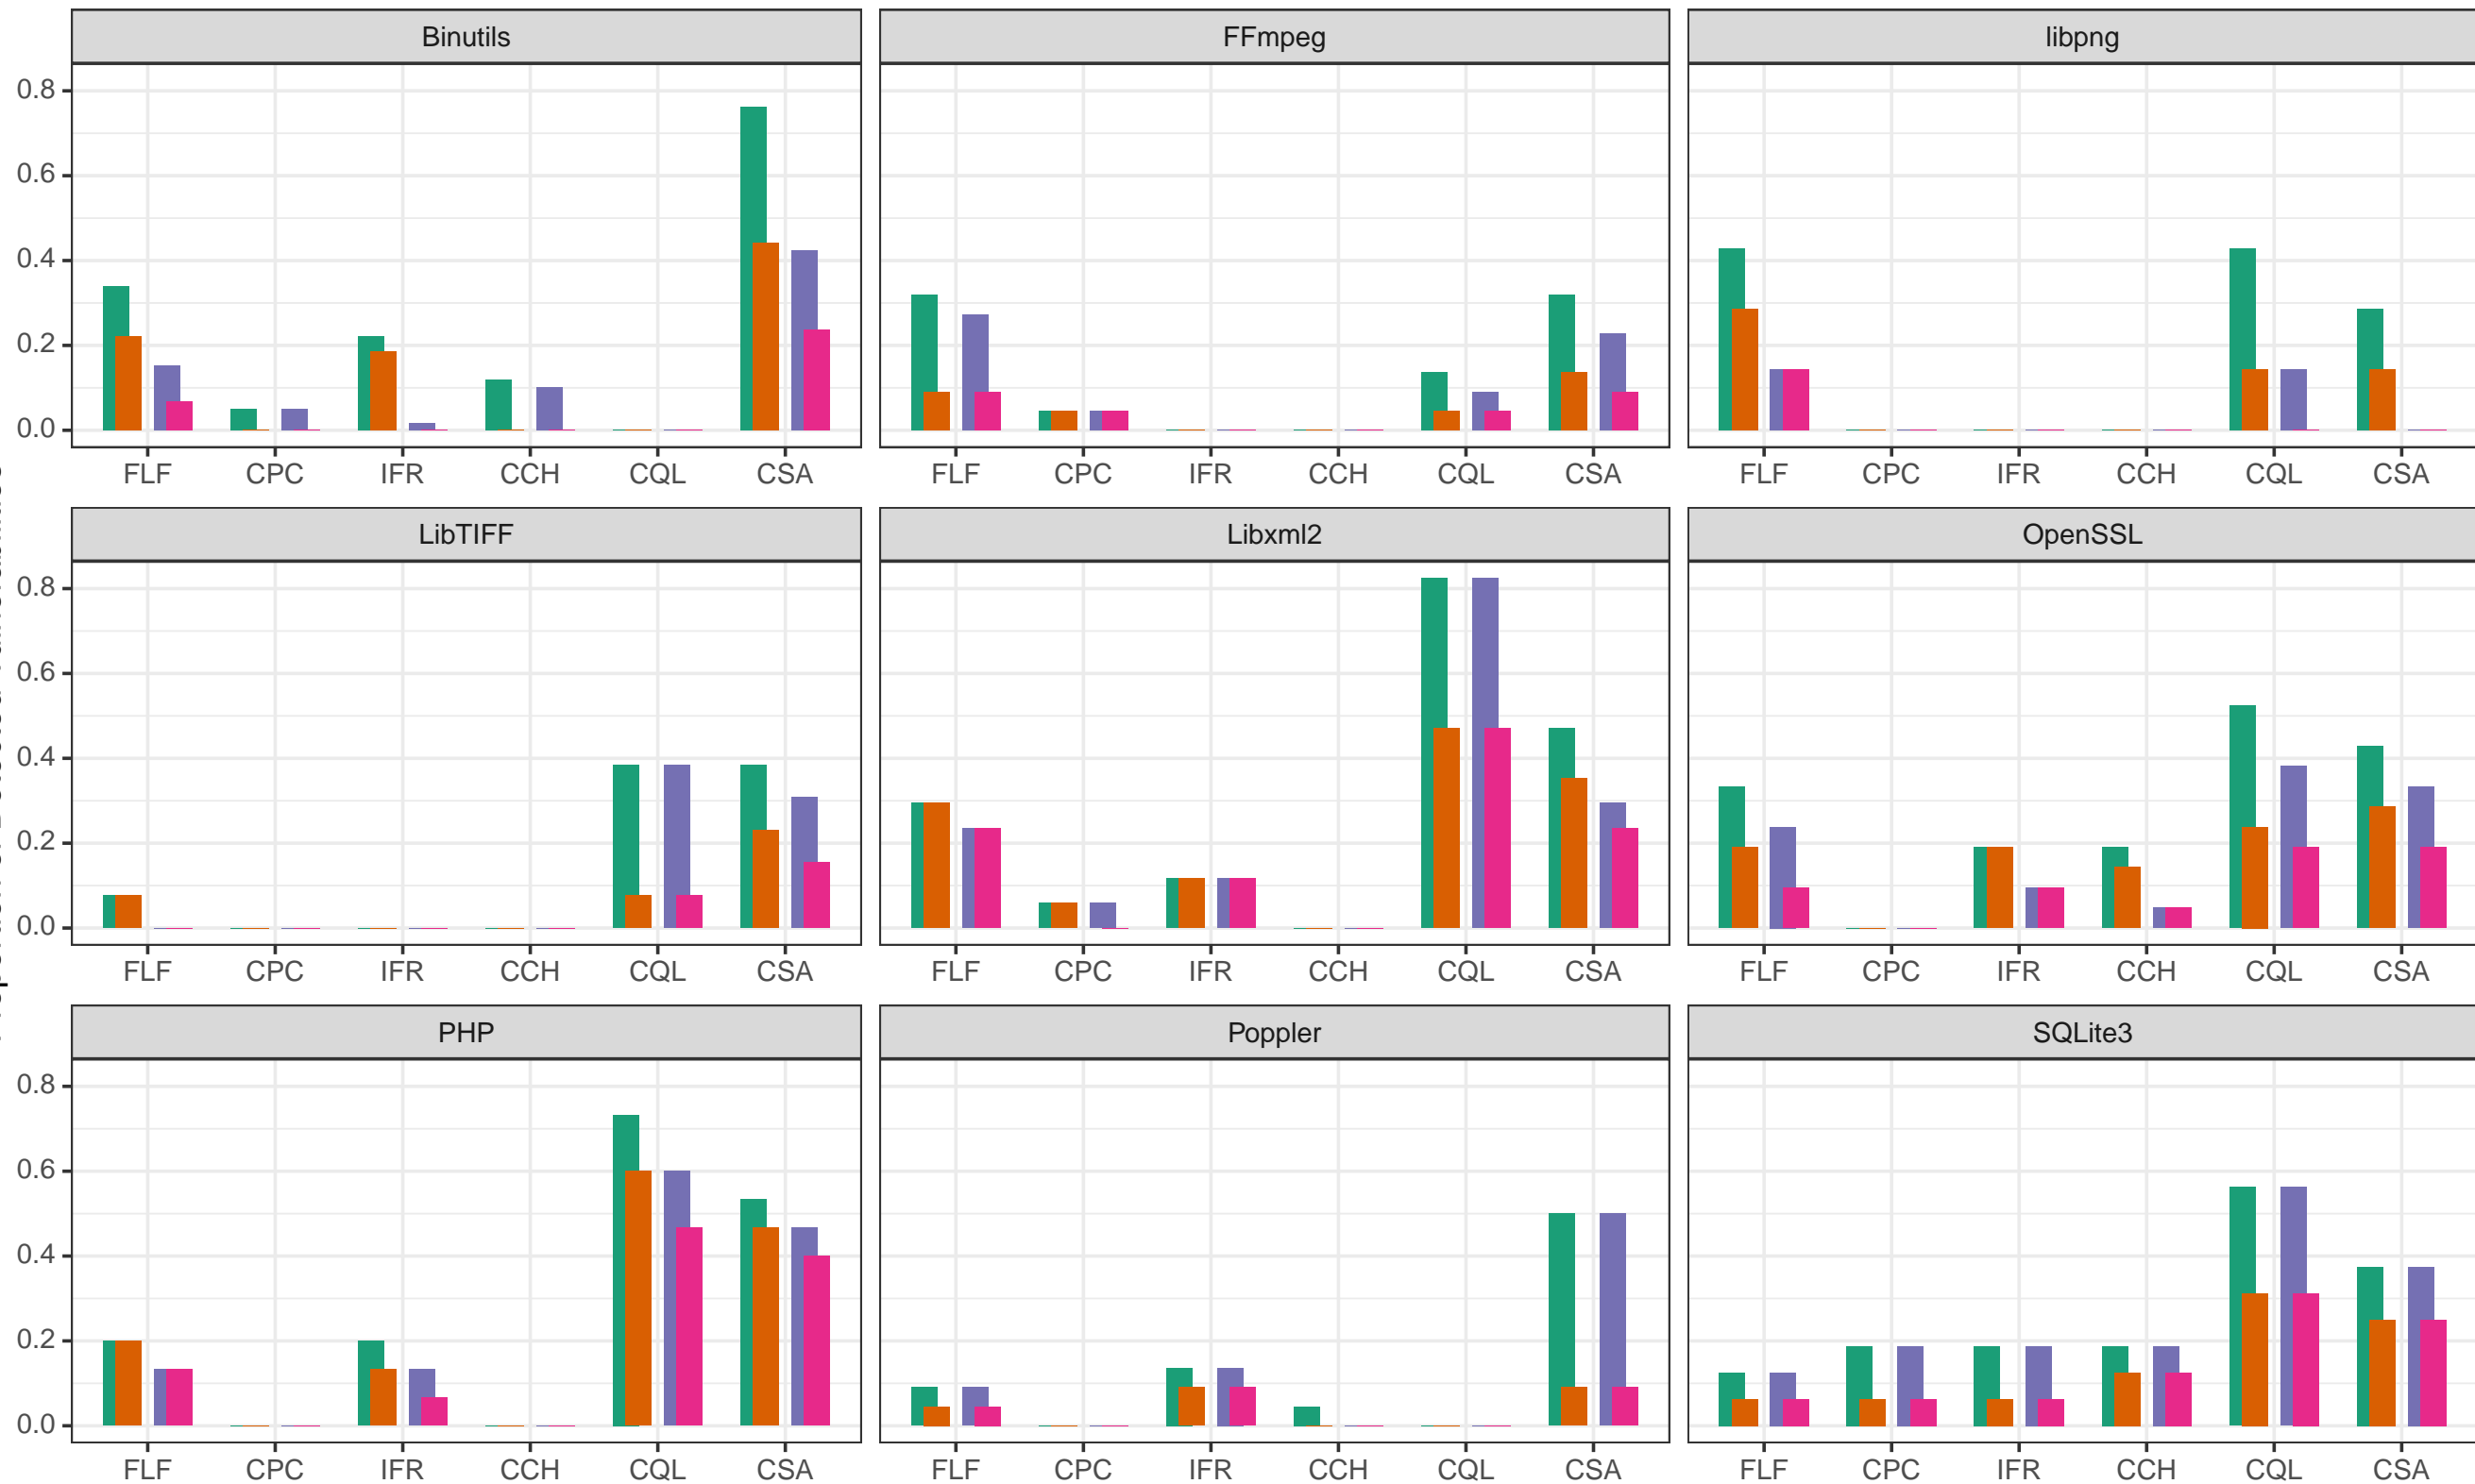 Binutils FFmpeg libpng
0.8
0.6
0.4
0.2
0.0
FLF CPC IFR CCH CQL CSA FLF CPC IFR CCH CQL CSA FLF CPC IFR CCH CQL CSA
LibTIFF Libxml2 OpenSSL
0.8
0.6
0.4
0.2
0.0
FLF CPC IFR CCH CQL CSA FLF CPC IFR CCH CQL CSA FLF CPC IFR CCH CQL CSA
PHP Poppler SQLite3
0.8
0.6
0.4
0.2
0.0
FLF CPC IFR CCH CQL CSA FLF CPC IFR CCH CQL CSA FLF CPC IFR CCH CQL CSA